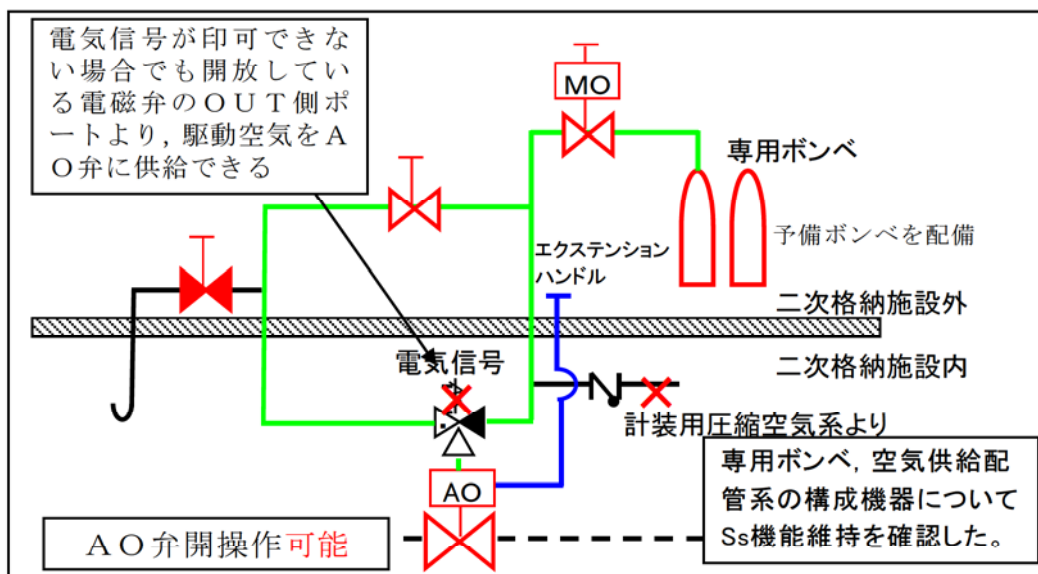 電気信号が印可できな
い場合でも開放してい
る電磁弁のOUT側ポ
ートより,駆動空気をA
O弁に供給できる
MO
専用ボンベ
予備ボンベを配備
エクステンション
ハンドル
二次格納施設外
二次格納施設内
電気信号
計装用圧縮空気系より
AO
AO弁開操作可能
専用ボンベ,空気供給配
管系の構成機器について
Ss機能維持を確認した。